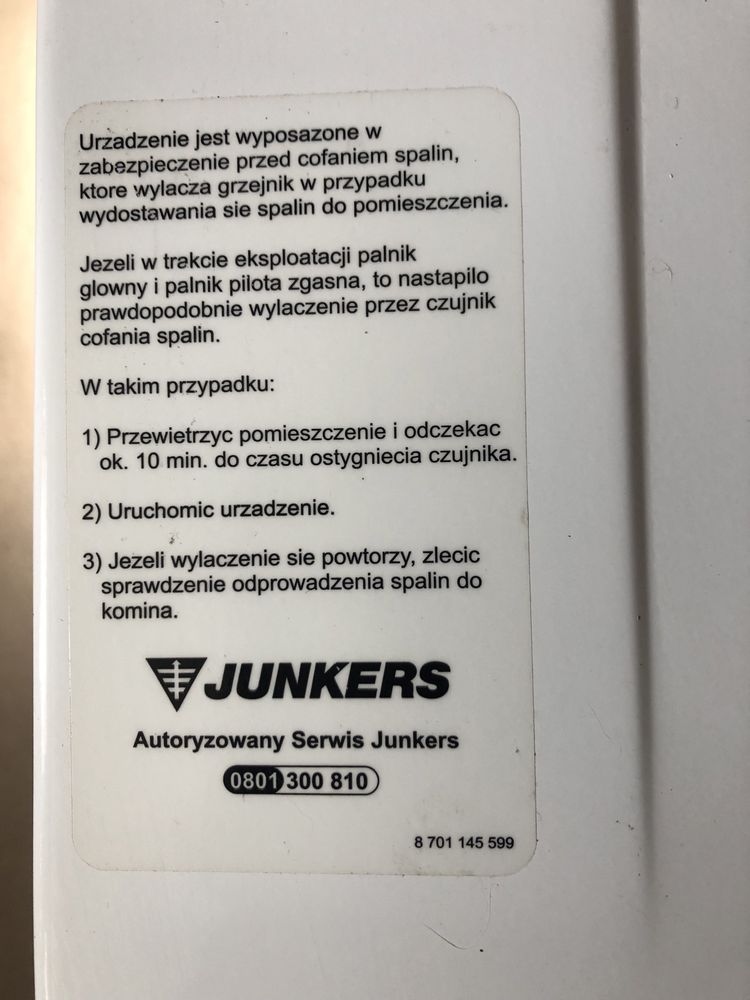 Urzadzenie jest wyposazone w
zabezpieczenie przed cofaniem spalin,
ktore wylacza grzejnik w przypadku
wydostawania sie spalin do pomieszczenia.
Jezeli w trakcie eksploatacji palnik
glowny i palnik pilota zgasna, to nastapilo
prawdopodobnie wylaczenie przez czujnik
cofania spalin.
W takim przypadku:
1) Przewietrzyc pomieszczenie i odczekac
ok. 10 min. do czasu ostygniecia czujnika.
2) Uruchomic urzadzenie.
3) Jezeli wylaczenie sie powtorzy, zlecic
sprawdzenie odprowadzenia spalin do
komina.
JUNKERS
Autoryzowany Serwis Junkers
0801 300 810
8 701 145 599